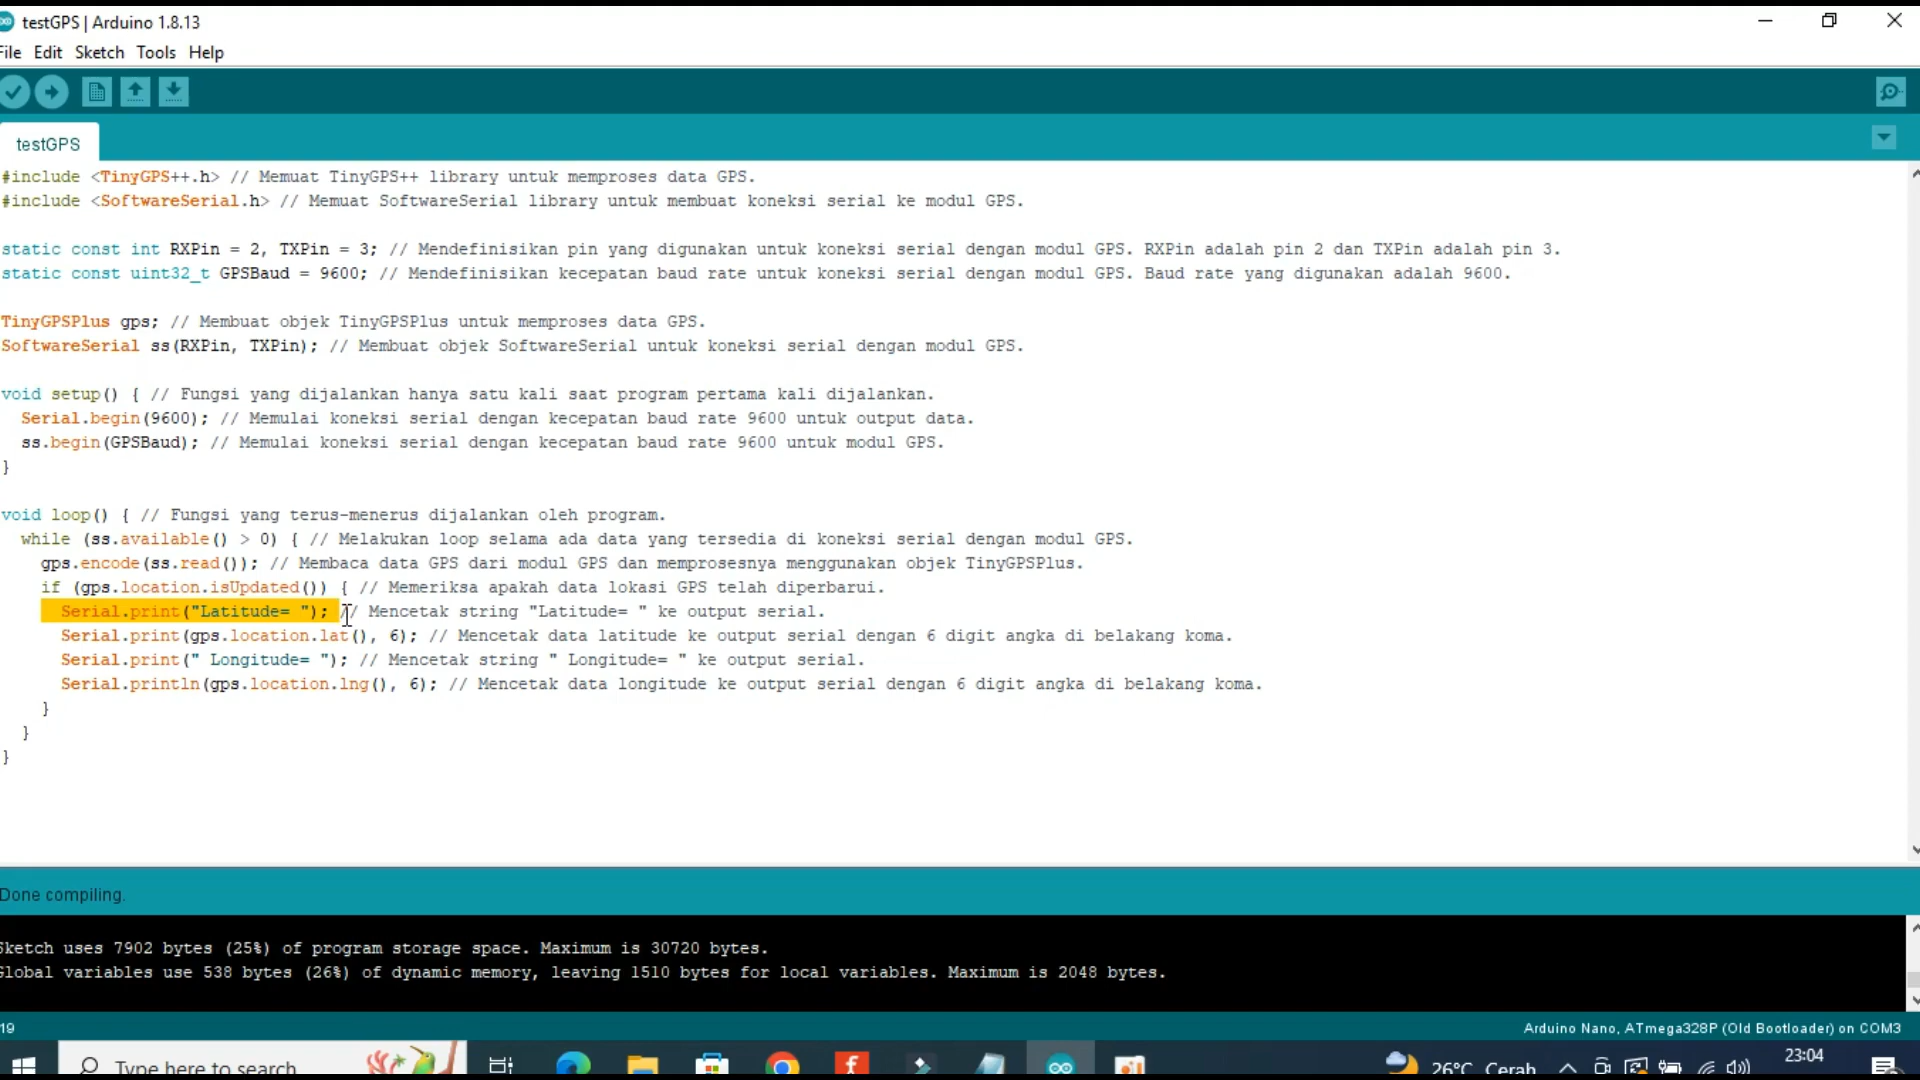 testGPS | Arduino 1.8.13
File Edit Sketch Tools Help
testGPS
#include <TinyGPS++.h> // Memuat TinyGPS++ library untuk memproses data GPS.
#include <SoftwareSerial.h> // Memuat SoftwareSerial library untuk membuat koneksi serial ke modul GPS.
static const int RXPin = 2, TXPin = 3; // Mendefinisikan pin yang digunakan untuk koneksi serial dengan modul GPS. RXPin adalah pin 2 dan TXPin adalah pin 3.
static const uint32_t GPSBaud = 9600; // Mendefinisikan kecepatan baud rate untuk koneksi serial dengan modul GPS. Baud rate yang digunakan adalah 9600.
TinyGPSPlus gps; // Membuat objek TinyGPSPlus untuk memproses data GPS.
SoftwareSerial ss(RXPin, TXPin); // Membuat objek SoftwareSerial untuk koneksi serial dengan modul GPS.
void setup() { // Fungsi yang dijalankan hanya satu kali saat program pertama kali dijalankan.
Serial.begin(9600); // Memulai koneksi serial dengan kecepatan baud rate 9600 untuk output data.
ss.begin(GPSBaud); // Memulai koneksi serial dengan kecepatan baud rate 9600 untuk modul GPS.
}
void loop() { // Fungsi yang terus-menerus dijalankan oleh program.
while (ss.available() > 0) { // Melakukan loop selama ada data yang tersedia di koneksi serial dengan modul GPS.
gps.encode(ss.read()); // Membaca data GPS dari modul GPS dan memprosesnya menggunakan objek TinyGPSPlus.
if (gps.location.isUpdated()) { // Memeriksa apakah data lokasi GPS telah diperbarui.
Serial.print("Latitude= "); // Mencetak string "Latitude= " ke output serial.
Serial.print(gps.location.lat(), 6); // Mencetak data latitude ke output serial dengan 6 digit angka di belakang koma.
Serial.print(" Longitude= "); // Mencetak string " Longitude= " ke output serial.
Serial.println(gps.location.lng(), 6); // Mencetak data longitude ke output serial dengan 6 digit angka di belakang koma.
}
}
}
Done compiling.
Sketch uses 7902 bytes (25%) of program storage space. Maximum is 30720 bytes.
Global variables use 538 bytes (26%) of dynamic memory, leaving 1510 bytes for local variables. Maximum is 2048 bytes.
19 Arduino Nano, ATmega328P (Old Bootloader) on COM3
Type here to search 26°C Cerah 23:04